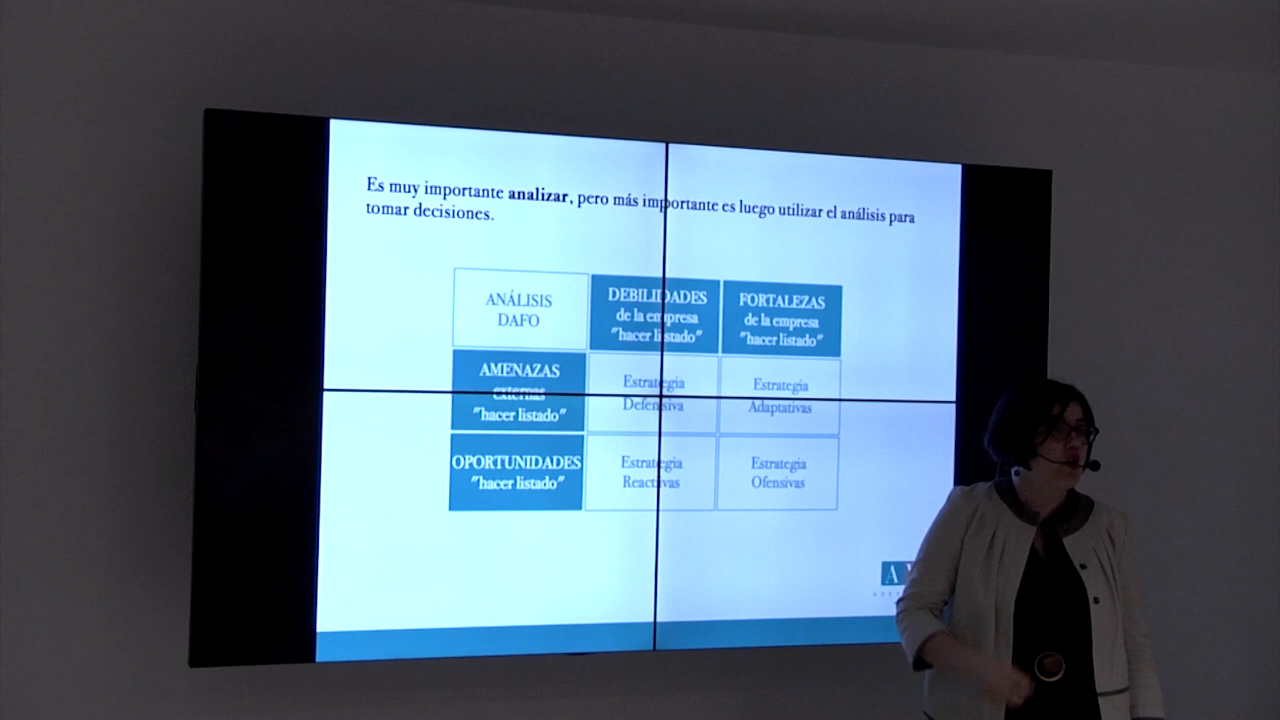 Es muy importante analizar, pero más importante es luego utilizar el análisis para
tomar decisiones.
ANÁLISIS
DAFO
DEBILIDADES
de la empresa
"hacer listado"
FORTALEZAS
de la empresa
"hacer listado"
AMENAZAS
externas
"hacer listado"
Estrategia
Defensiva
Estrategia
Adaptativas
OPORTUNIDADES
"hacer listado"
Estrategia
Reactivas
Estrategia
Ofensivas
A